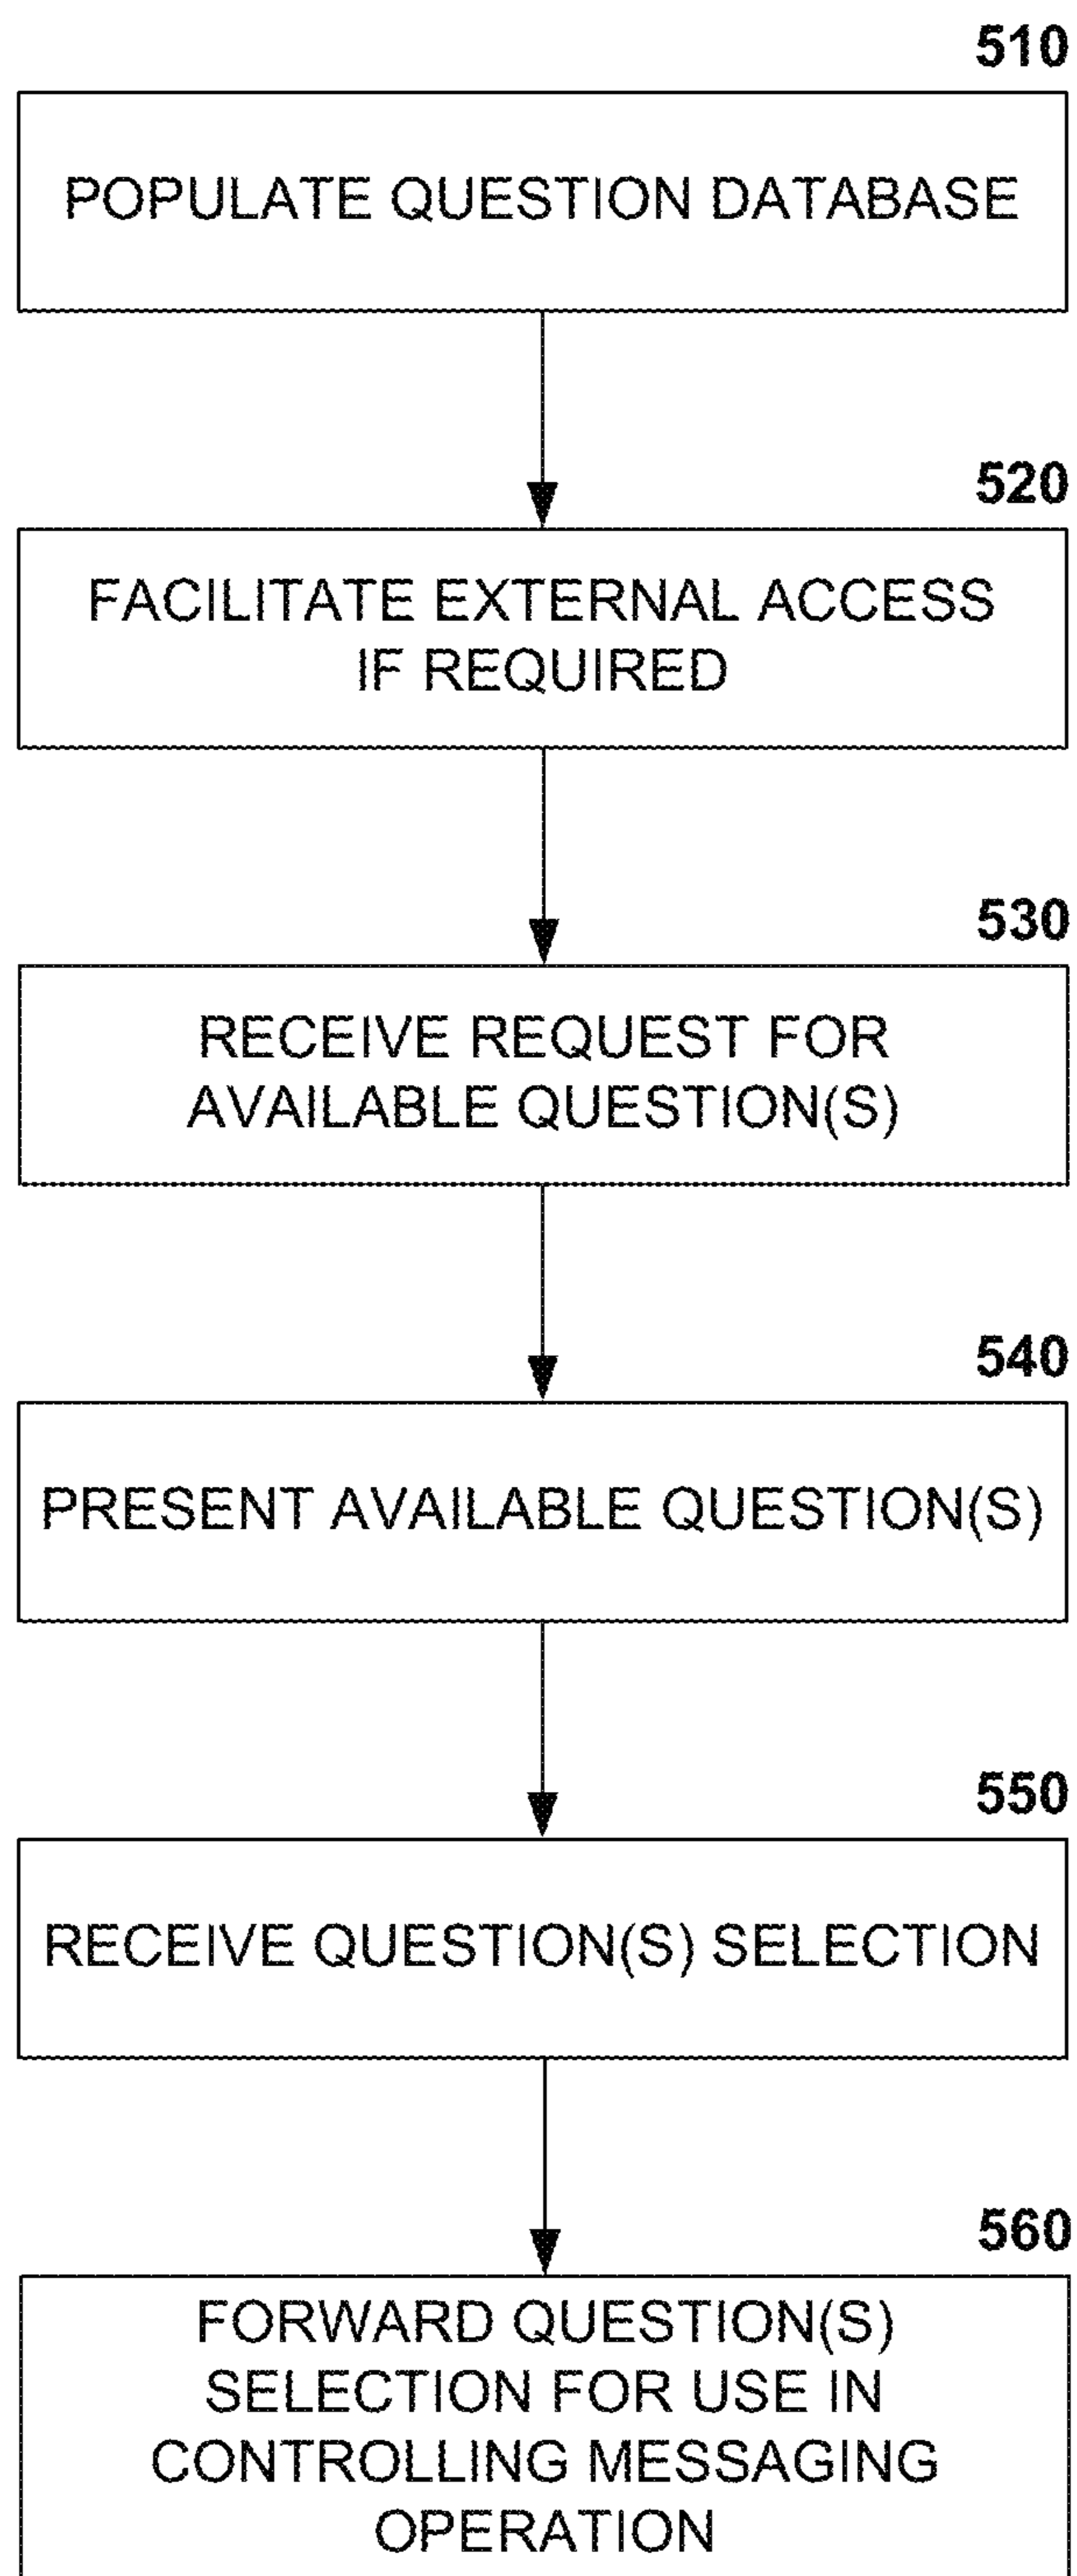 510
POPULATE QUESTION DATABASE
520
FACILITATE EXTERNAL ACCESS
IF REQUIRED
530
RECEIVE REQUEST FOR
AVAILABLE QUESTION(S)
540
PRESENT AVAILABLE QUESTION(S)
550
RECEIVE QUESTION(S) SELECTION
560
FORWARD QUESTION(S)
SELECTION FOR USE IN
CONTROLLING MESSAGING
OPERATION